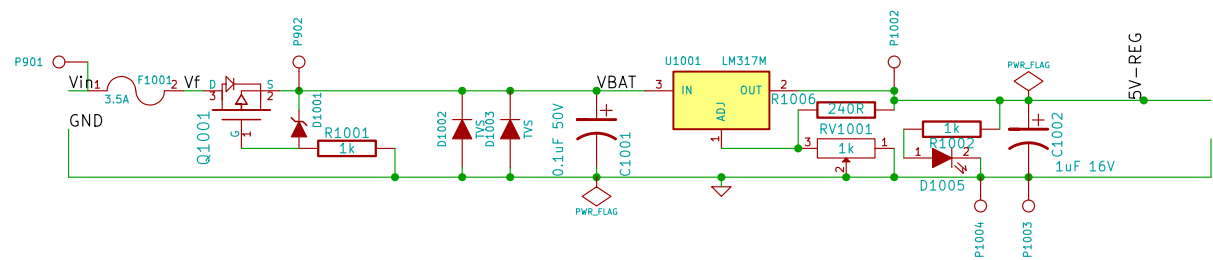 P901
Vin
1
F1001
2
3.5A
Vf
D
3
S
2
G
1
Q1001
GND
P902
D1001
R1001
1k
D1002
TVS
D1003
TVS
0.1uF 50V
C1001
VBAT
PWR_FLAG
U1001
LM317M
3
IN
OUT
2
ADJ
1
R1006
240R
RV1001
3
1k
1
2
P1002
1k
R1002
1
2
D1005
PWR_FLAG
C1002
1uF 16V
5V-REG
P1004
P1003